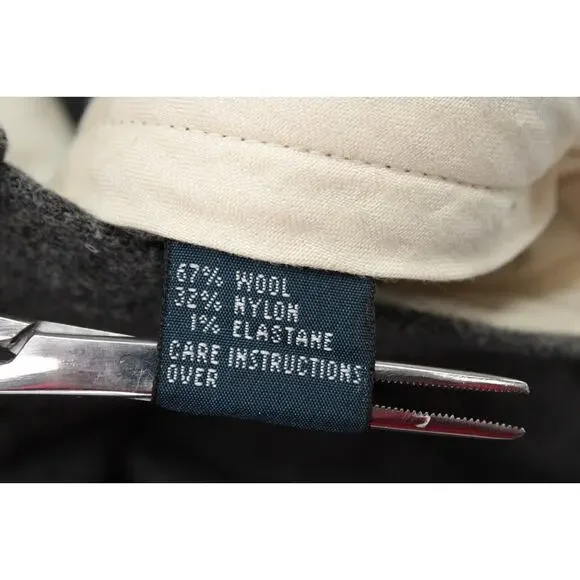 67% WOOL
32% NYLON
1% ELASTANE
CARE INSTRUCTIONS
OVER